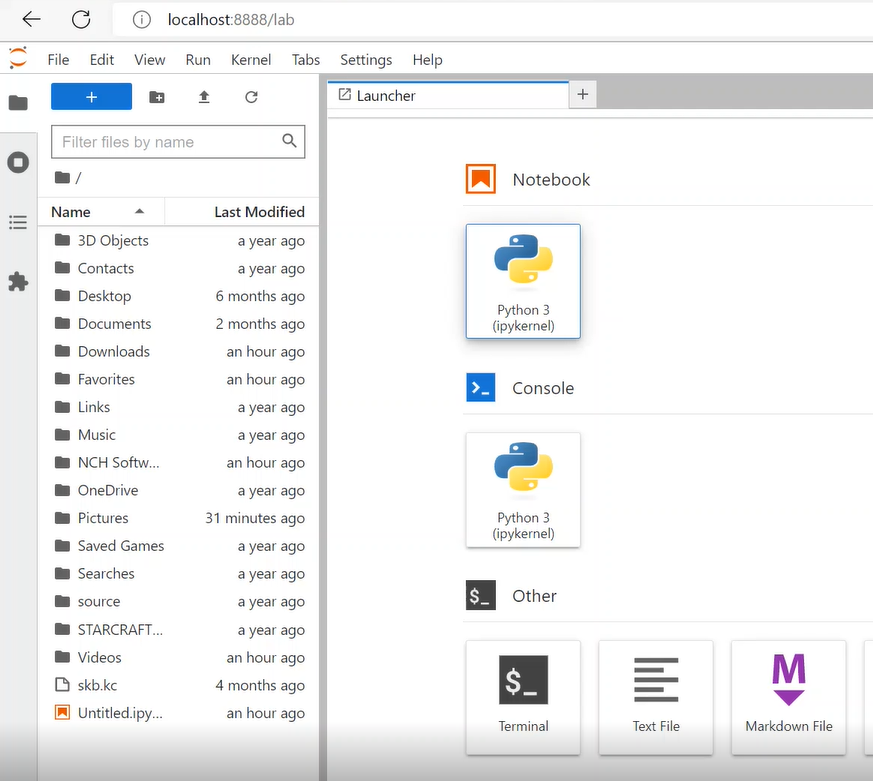 localhost:8888/lab
File Edit View Run Kernel Tabs Settings Help
+
Filter files by name
/
Name Last Modified
3D Objects a year ago
Contacts a year ago
Desktop 6 months ago
Documents 2 months ago
Downloads an hour ago
Favorites an hour ago
Links a year ago
Music a year ago
NCH Softw... an hour ago
OneDrive a year ago
Pictures 31 minutes ago
Saved Games a year ago
Searches a year ago
source a year ago
STARCRAFT... a year ago
Videos an hour ago
skb.kc 4 months ago
Untitled.ipy... an hour ago
Launcher +
Notebook
Python 3
(ipykernel)
Console
Python 3
(ipykernel)
$_ Other
$_
Terminal
Text File
M
Markdown File